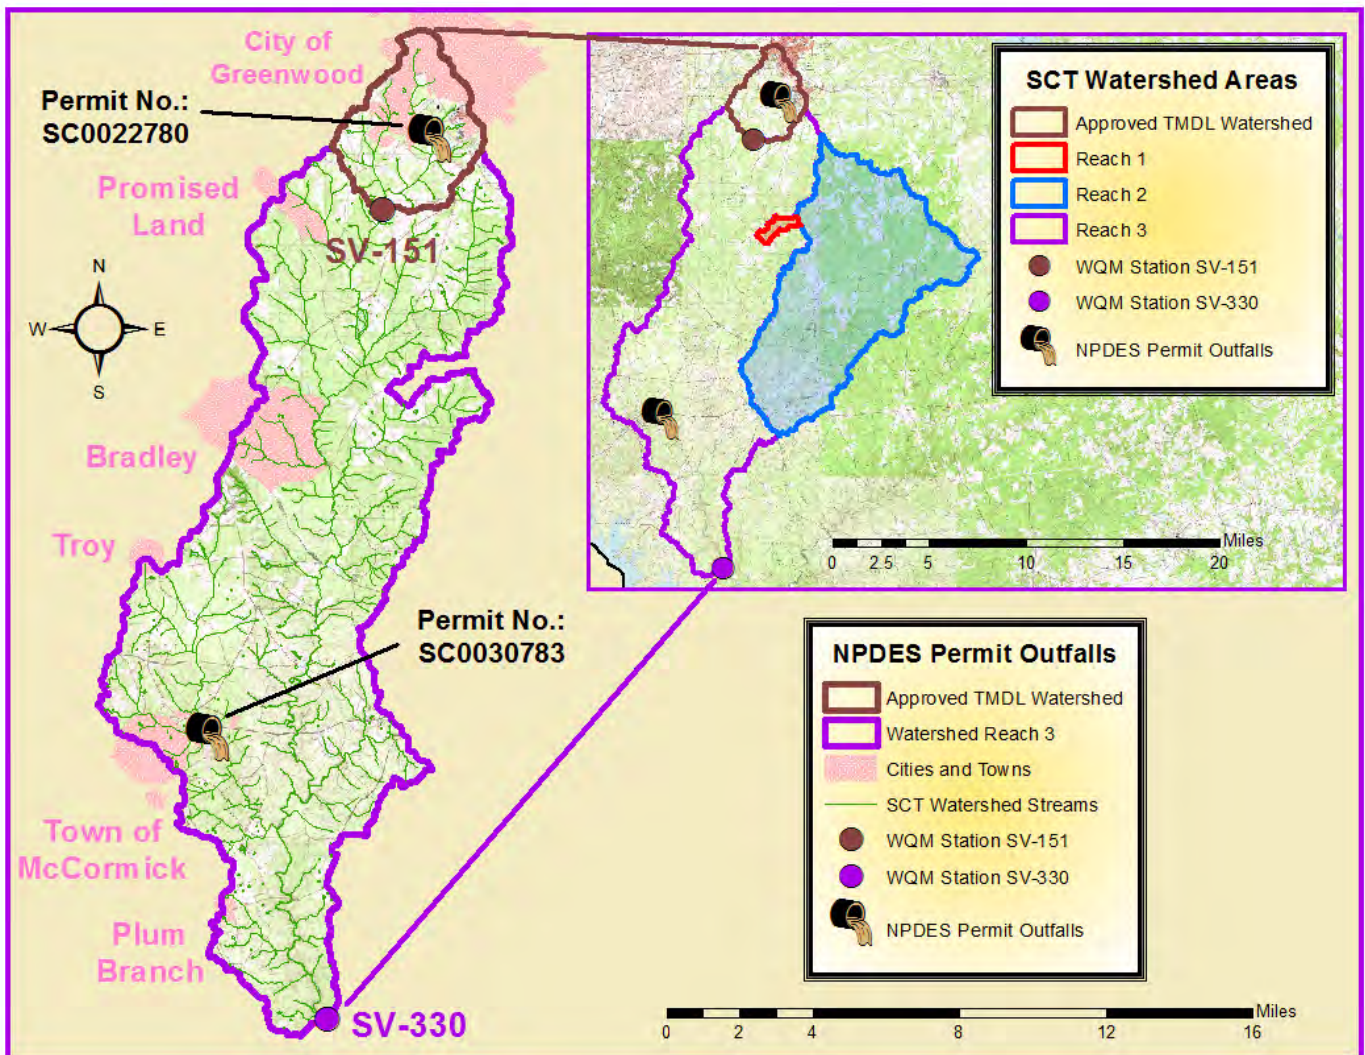 City of
Greenwood
Permit No.:
SC0022780
Promised
Land
SV-151
N
W
E
S
Bradley
Troy
Permit No.:
SC0030783
Town of
McCormick
Plum
Branch
SV-330
SCT Watershed Areas
Approved TMDL Watershed
Reach 1
Reach 2
Reach 3
WQM Station SV-151
WQM Station SV-330
NPDES Permit Outfalls
Miles
0 2.5 5 10 15 20
NPDES Permit Outfalls
Approved TMDL Watershed
Watershed Reach 3
Cities and Towns
SCT Watershed Streams
WQM Station SV-151
WQM Station SV-330
NPDES Permit Outfalls
Miles
0 2 4 8 12 16